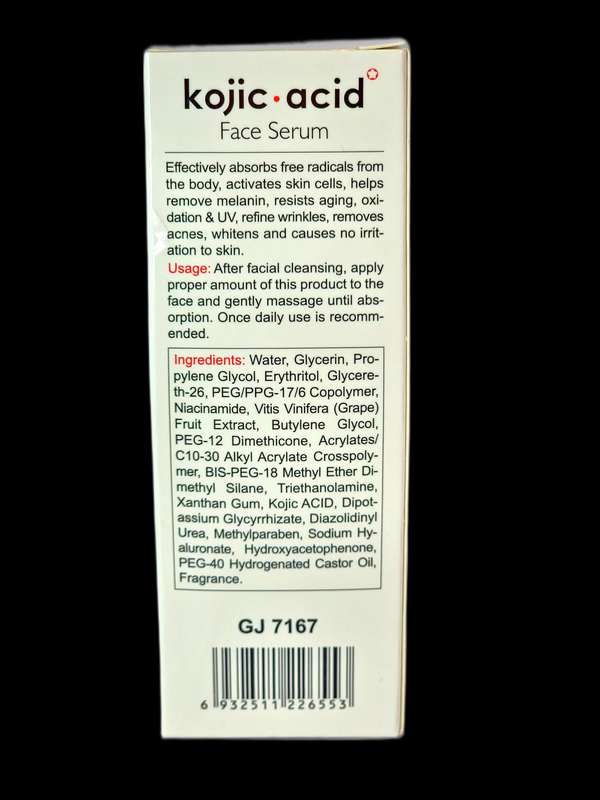 kojic·acid
Face Serum
Effectively absorbs free radicals from
the body, activates skin cells, helps
remove melanin, resists aging, oxi-
dation & UV, refine wrinkles, removes
acnes, whitens and causes no irrit-
ation to skin.
Usage: After facial cleansing, apply
proper amount of this product to the
face and gently massage until abs-
orption. Once daily use is recomm-
ended.
Ingredients: Water, Glycerin, Pro-
pylene Glycol, Erythritol, Glycere-
th-26, PEG/PPG-17/6 Copolymer,
Niacinamide, Vitis Vinifera (Grape)
Fruit Extract, Butylene Glycol,
PEG-12 Dimethicone, Acrylates/
C10-30 Alkyl Acrylate Crosspoly-
mer, BIS-PEG-18 Methyl Ether Di-
methyl Silane, Triethanolamine,
Xanthan Gum, Kojic ACID, Dipot-
assium Glycyrrhizate, Diazolidinyl
Urea, Methylparaben, Sodium Hy-
aluronate, Hydroxyacetophenone,
PEG-40 Hydrogenated Castor Oil,
Fragrance.
GJ 7167
6 932511 226553